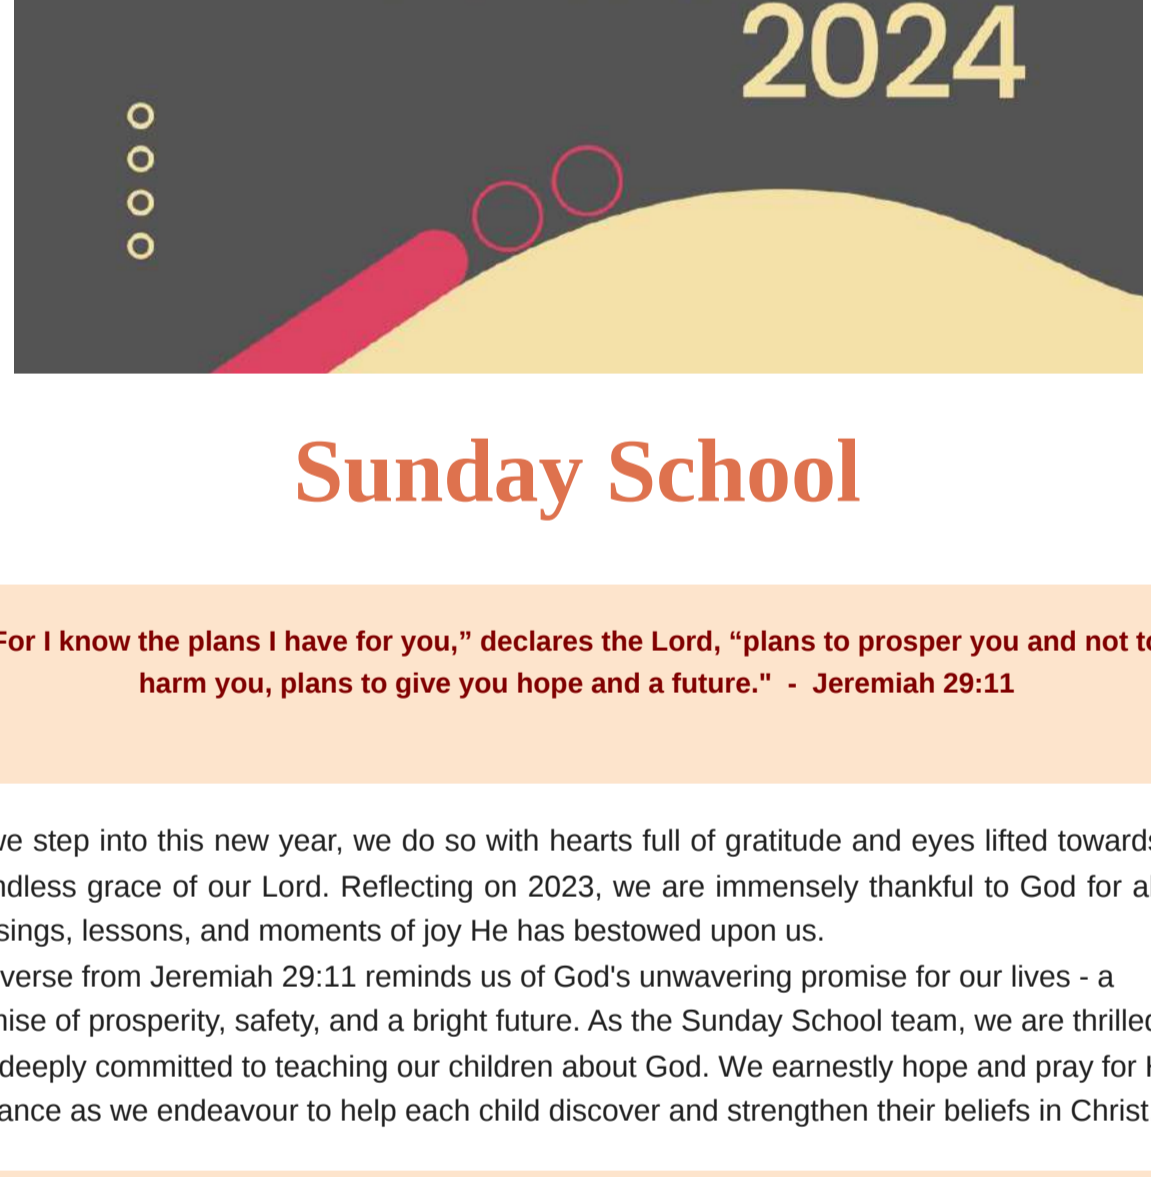 2024
Sunday School
For I know the plans I have for you,” declares the Lord, “plans to prosper you and not to
harm you, plans to give you hope and a future."  -  Jeremiah 29:11
we step into this new year, we do so with hearts full of gratitude and eyes lifted towards
grace of our Lord. Reflecting on 2023, we are immensely thankful to God for
lessons, and moments of joy He has bestowed upon us.
verse from Jeremiah 29:11 reminds us of God's unwavering promise for our lives - a
of prosperity, safety, and a bright future. As the Sunday School team, we are thrilled
deeply committed to teaching our children about God. We earnestly hope and pray for
as we endeavour to help each child discover and strengthen their beliefs in Christ